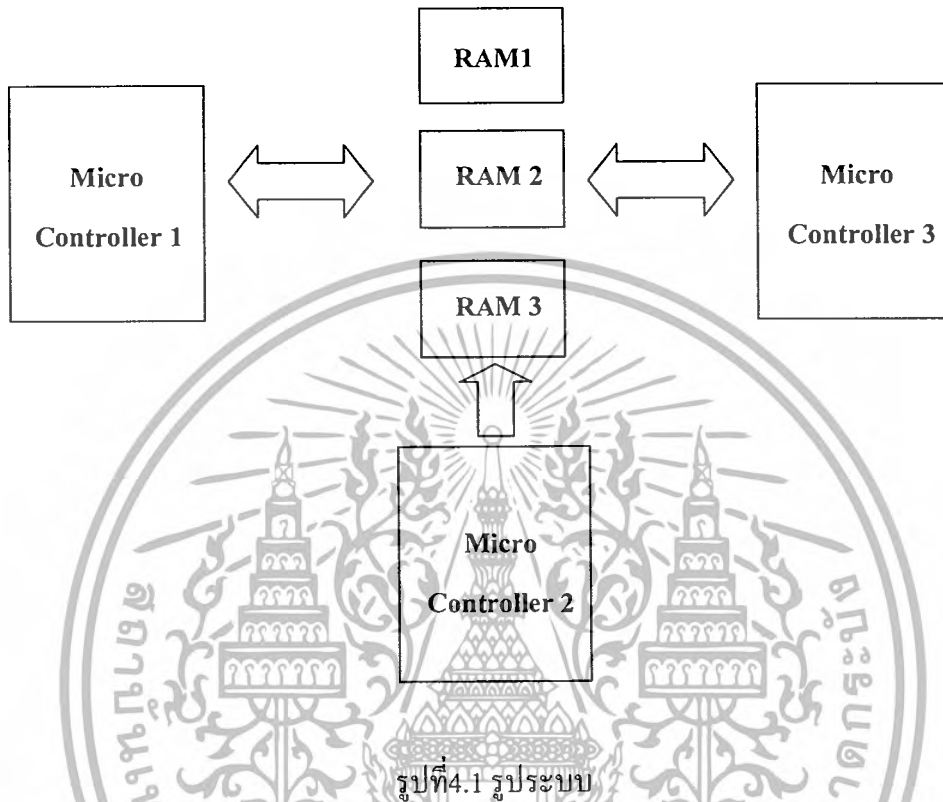 RAM1
Micro
Controller 1
RAM 2
Micro
Controller 3
RAM 3
Micro
Controller 2
รูปที่4.1 รูประบบ